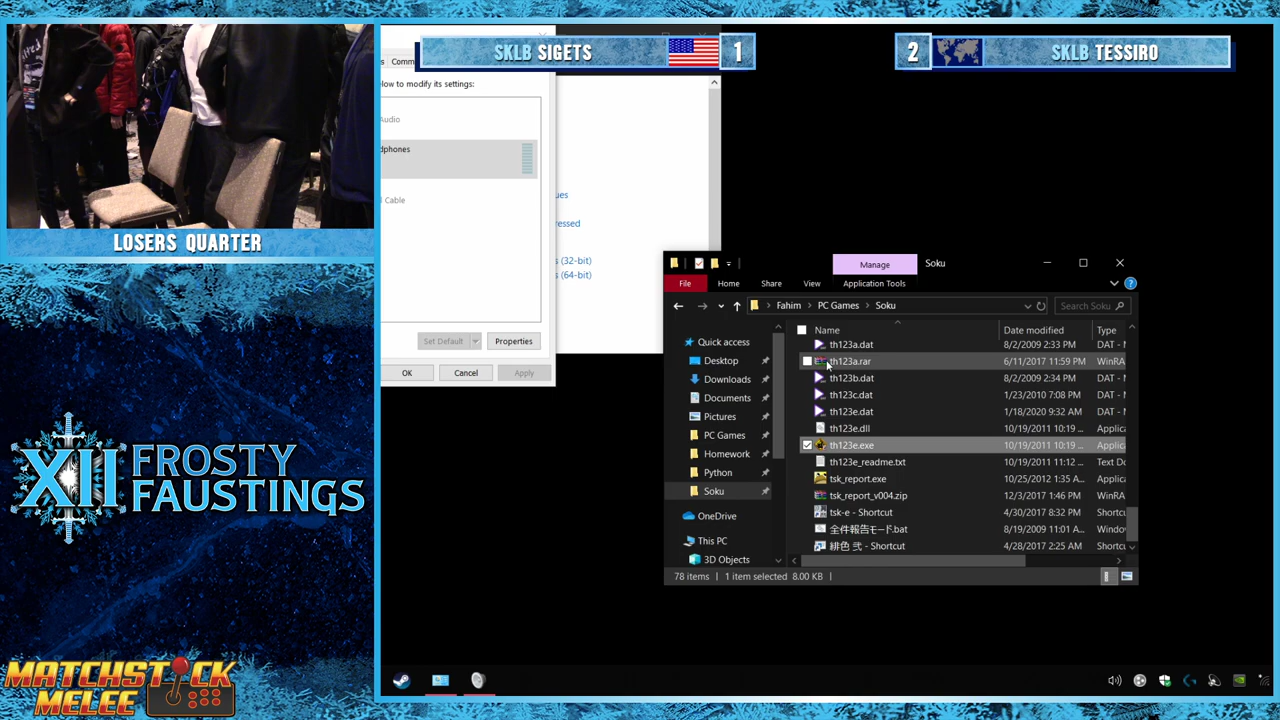 SKLB SIGETS
1
2
SKLB TESSIRO
LOSERS QUARTER
Comm
elow to modify its settings:
Audio
dphones
l Cable
Set Default
Properties
OK
Cancel
Apply
ues
ressed
s (32-bit)
s (64-bit)
Manage
Soku
File
Home
Share
View
Application Tools
Fahim
PC Games
Soku
Search Soku
Name
Date modified
Type
Quick access
Desktop
Downloads
Documents
Pictures
PC Games
Homework
Python
Soku
OneDrive
This PC
3D Objects
th123a.dat 8/2/2009 2:33 PM DAT - M
th123a.rar 6/11/2017 11:59 PM WinRA
th123b.dat 8/2/2009 2:34 PM DAT - M
th123c.dat 1/23/2010 7:08 PM DAT - M
th123e.dat 1/18/2020 9:32 AM DAT - M
th123e.dll 10/19/2011 10:19 ... Applica
th123e.exe 10/19/2011 10:19 ... Applica
th123e_readme.txt 10/19/2011 11:12 ... Text Do
tsk_report.exe 10/25/2012 1:35 A... Applica
tsk_report_v004.zip 12/3/2017 1:46 PM WinRA
tsk-e - Shortcut 4/30/2017 8:32 PM Shortc
全件報告モード.bat 8/19/2009 11:01 A... Windo
緋色 弐 - Shortcut 4/28/2017 2:25 AM Shortc
78 items
1 item selected 8.00 KB
XII FROSTY
FAUSTINGS
MATCHSTICK
MELEE